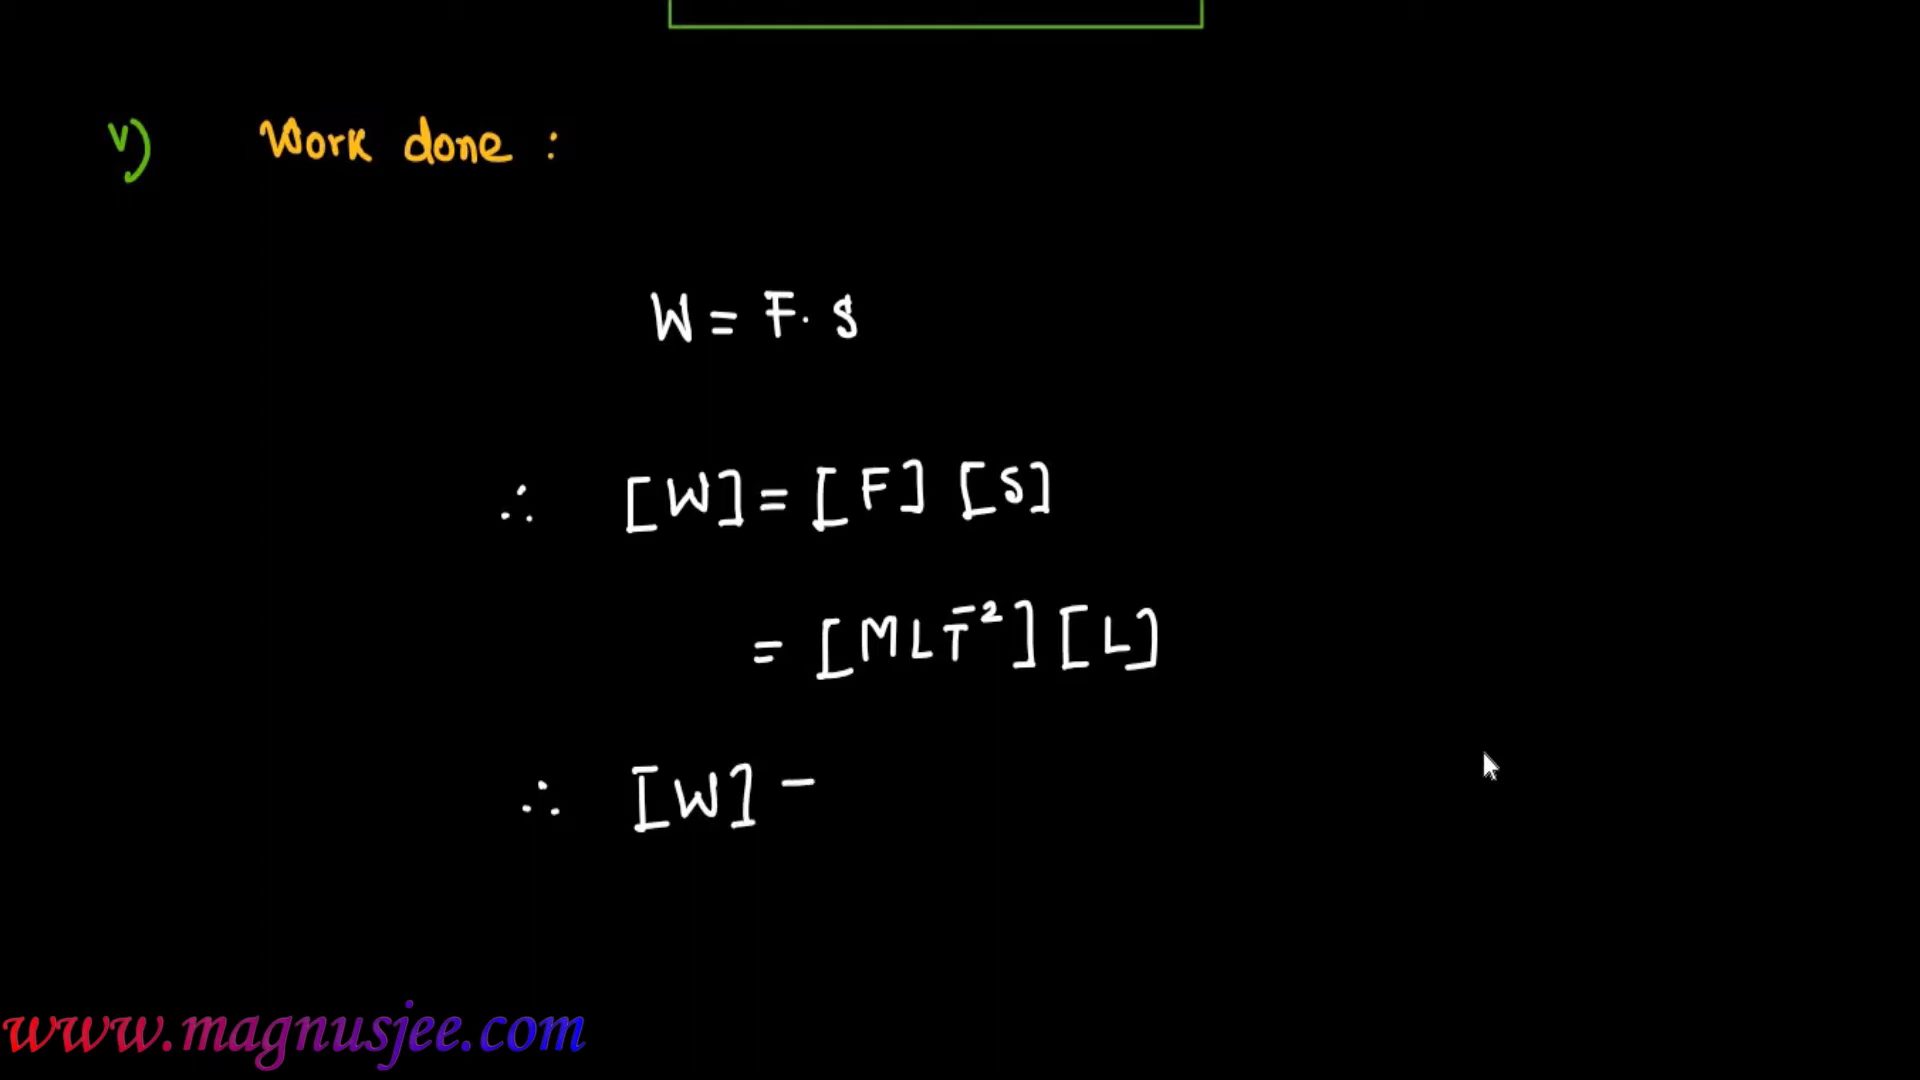 v) Work done :
W = F. S
∴ [W] = [F] [S]
= [MLT⁻²] [L]
∴ [W] -
www.magnusjee.com